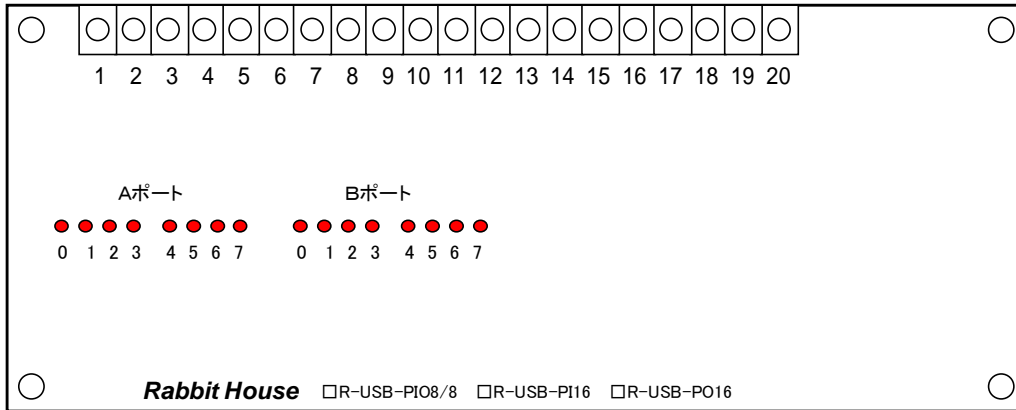 1 2 3 4 5 6 7 8 9 10 11 12 13 14 15 16 17 18 19 20
Aポート Bポート
0 1 2 3 4 5 6 7 0 1 2 3 4 5 6 7
Rabbit House □R-USB-PIO8/8 □R-USB-PI16 □R-USB-PO16